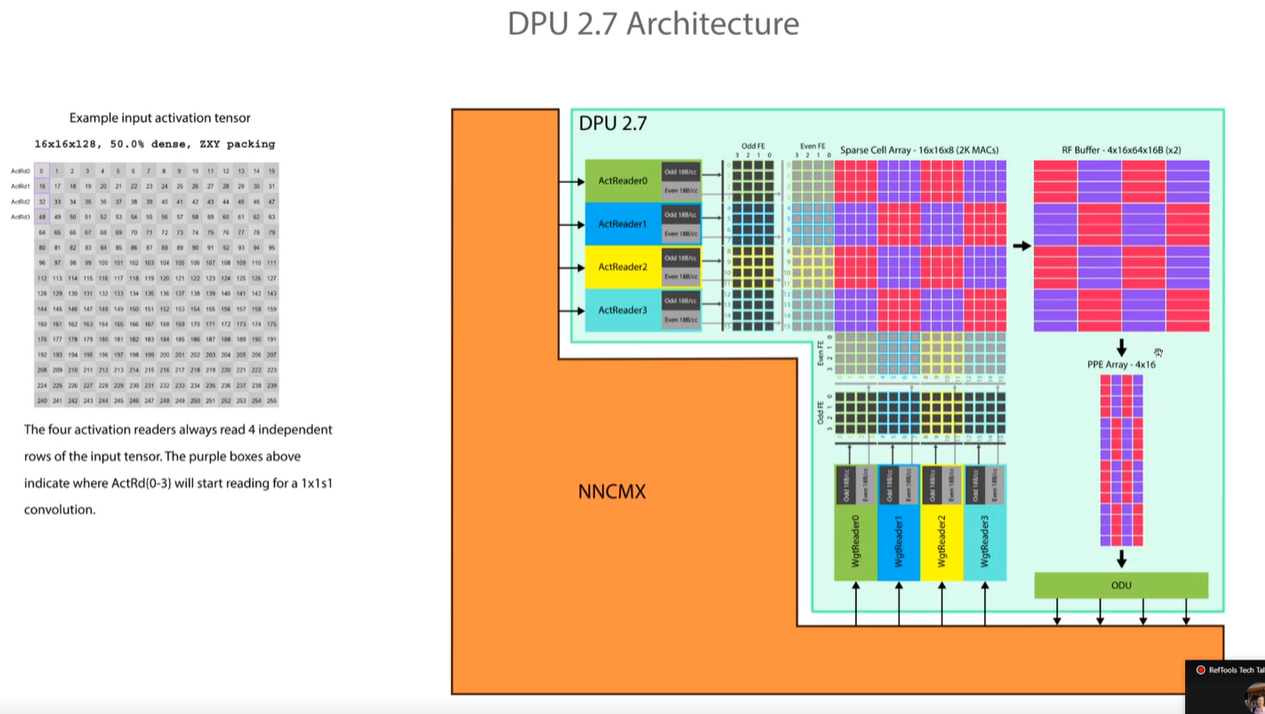 DPU 2.7 Architecture
Example input activation tensor
16x16x128, 50.0% dense, ZXY packing
ActRd0 0 1 2 3 4 5 6 7 8 9 10 11 12 13 14 15
ActRd1 16 17 18 19 20 21 22 23 24 25 26 27 28 29 30 31
ActRd2 32 33 34 35 36 37 38 39 40 41 42 43 44 45 46 47
ActRd3 48 49 50 51 52 53 54 55 56 57 58 59 60 61 62 63
64 65 66 67 68 69 70 71 72 73 74 75 76 77 78 79
80 81 82 83 84 85 86 87 88 89 90 91 92 93 94 95
96 97 98 99 100 101 102 103 104 105 106 107 108 109 110 111
112 113 114 115 116 117 118 119 120 121 122 123 124 125 126 127
128 129 130 131 132 133 134 135 136 137 138 139 140 141 142 143
144 145 146 147 148 149 150 151 152 153 154 155 156 157 158 159
160 161 162 163 164 165 166 167 168 169 170 171 172 173 174 175
176 177 178 179 180 181 182 183 184 185 186 187 188 189 190 191
192 193 194 195 196 197 198 199 200 201 202 203 204 205 206 207
208 209 210 211 212 213 214 215 216 217 218 219 220 221 222 223
224 225 226 227 228 229 230 231 232 233 234 235 236 237 238 239
240 241 242 243 244 245 246 247 248 249 250 251 252 253 254 255
The four activation readers always read 4 independent
rows of the input tensor. The purple boxes above
indicate where ActRd{0-3} will start reading for a 1x1s1
convolution.
NNCMX
DPU 2.7
Odd FE
3 2 1 0
Even FE
3 2 1 0
Sparse Cell Array - 16x16x8 (2K MACs)
RF Buffer - 4x16x64x16B (x2)
ActReader0
Odd 18B/cc
Even 18B/cc
ActReader1
Odd 18B/cc
Even 18B/cc
ActReader2
Odd 18B/cc
Even 18B/cc
ActReader3
Odd 18B/cc
Even 18B/cc
Even FE
3 2 1 0
Odd FE
3 2 1 0
Odd 18B/cc
Even 18B/cc
Odd 18B/cc
Even 18B/cc
Odd 18B/cc
Even 18B/cc
Odd 18B/cc
Even 18B/cc
WgtReader0
WgtReader1
WgtReader2
WgtReader3
PPE Array - 4x16
ODU
RefTools Tech Tal